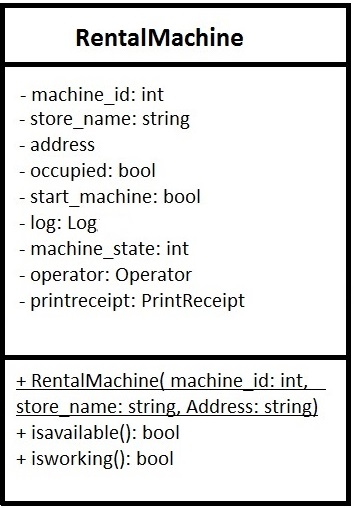 RentalMachine
- machine_id: int
- store_name: string
- address
- occupied: bool
- start_machine: bool
- log: Log
- machine_state: int
- operator: Operator
- printreceipt: PrintReceipt
+ RentalMachine( machine_id: int,
store_name: string, Address: string)
+ isavailable(): bool
+ isworking(): bool